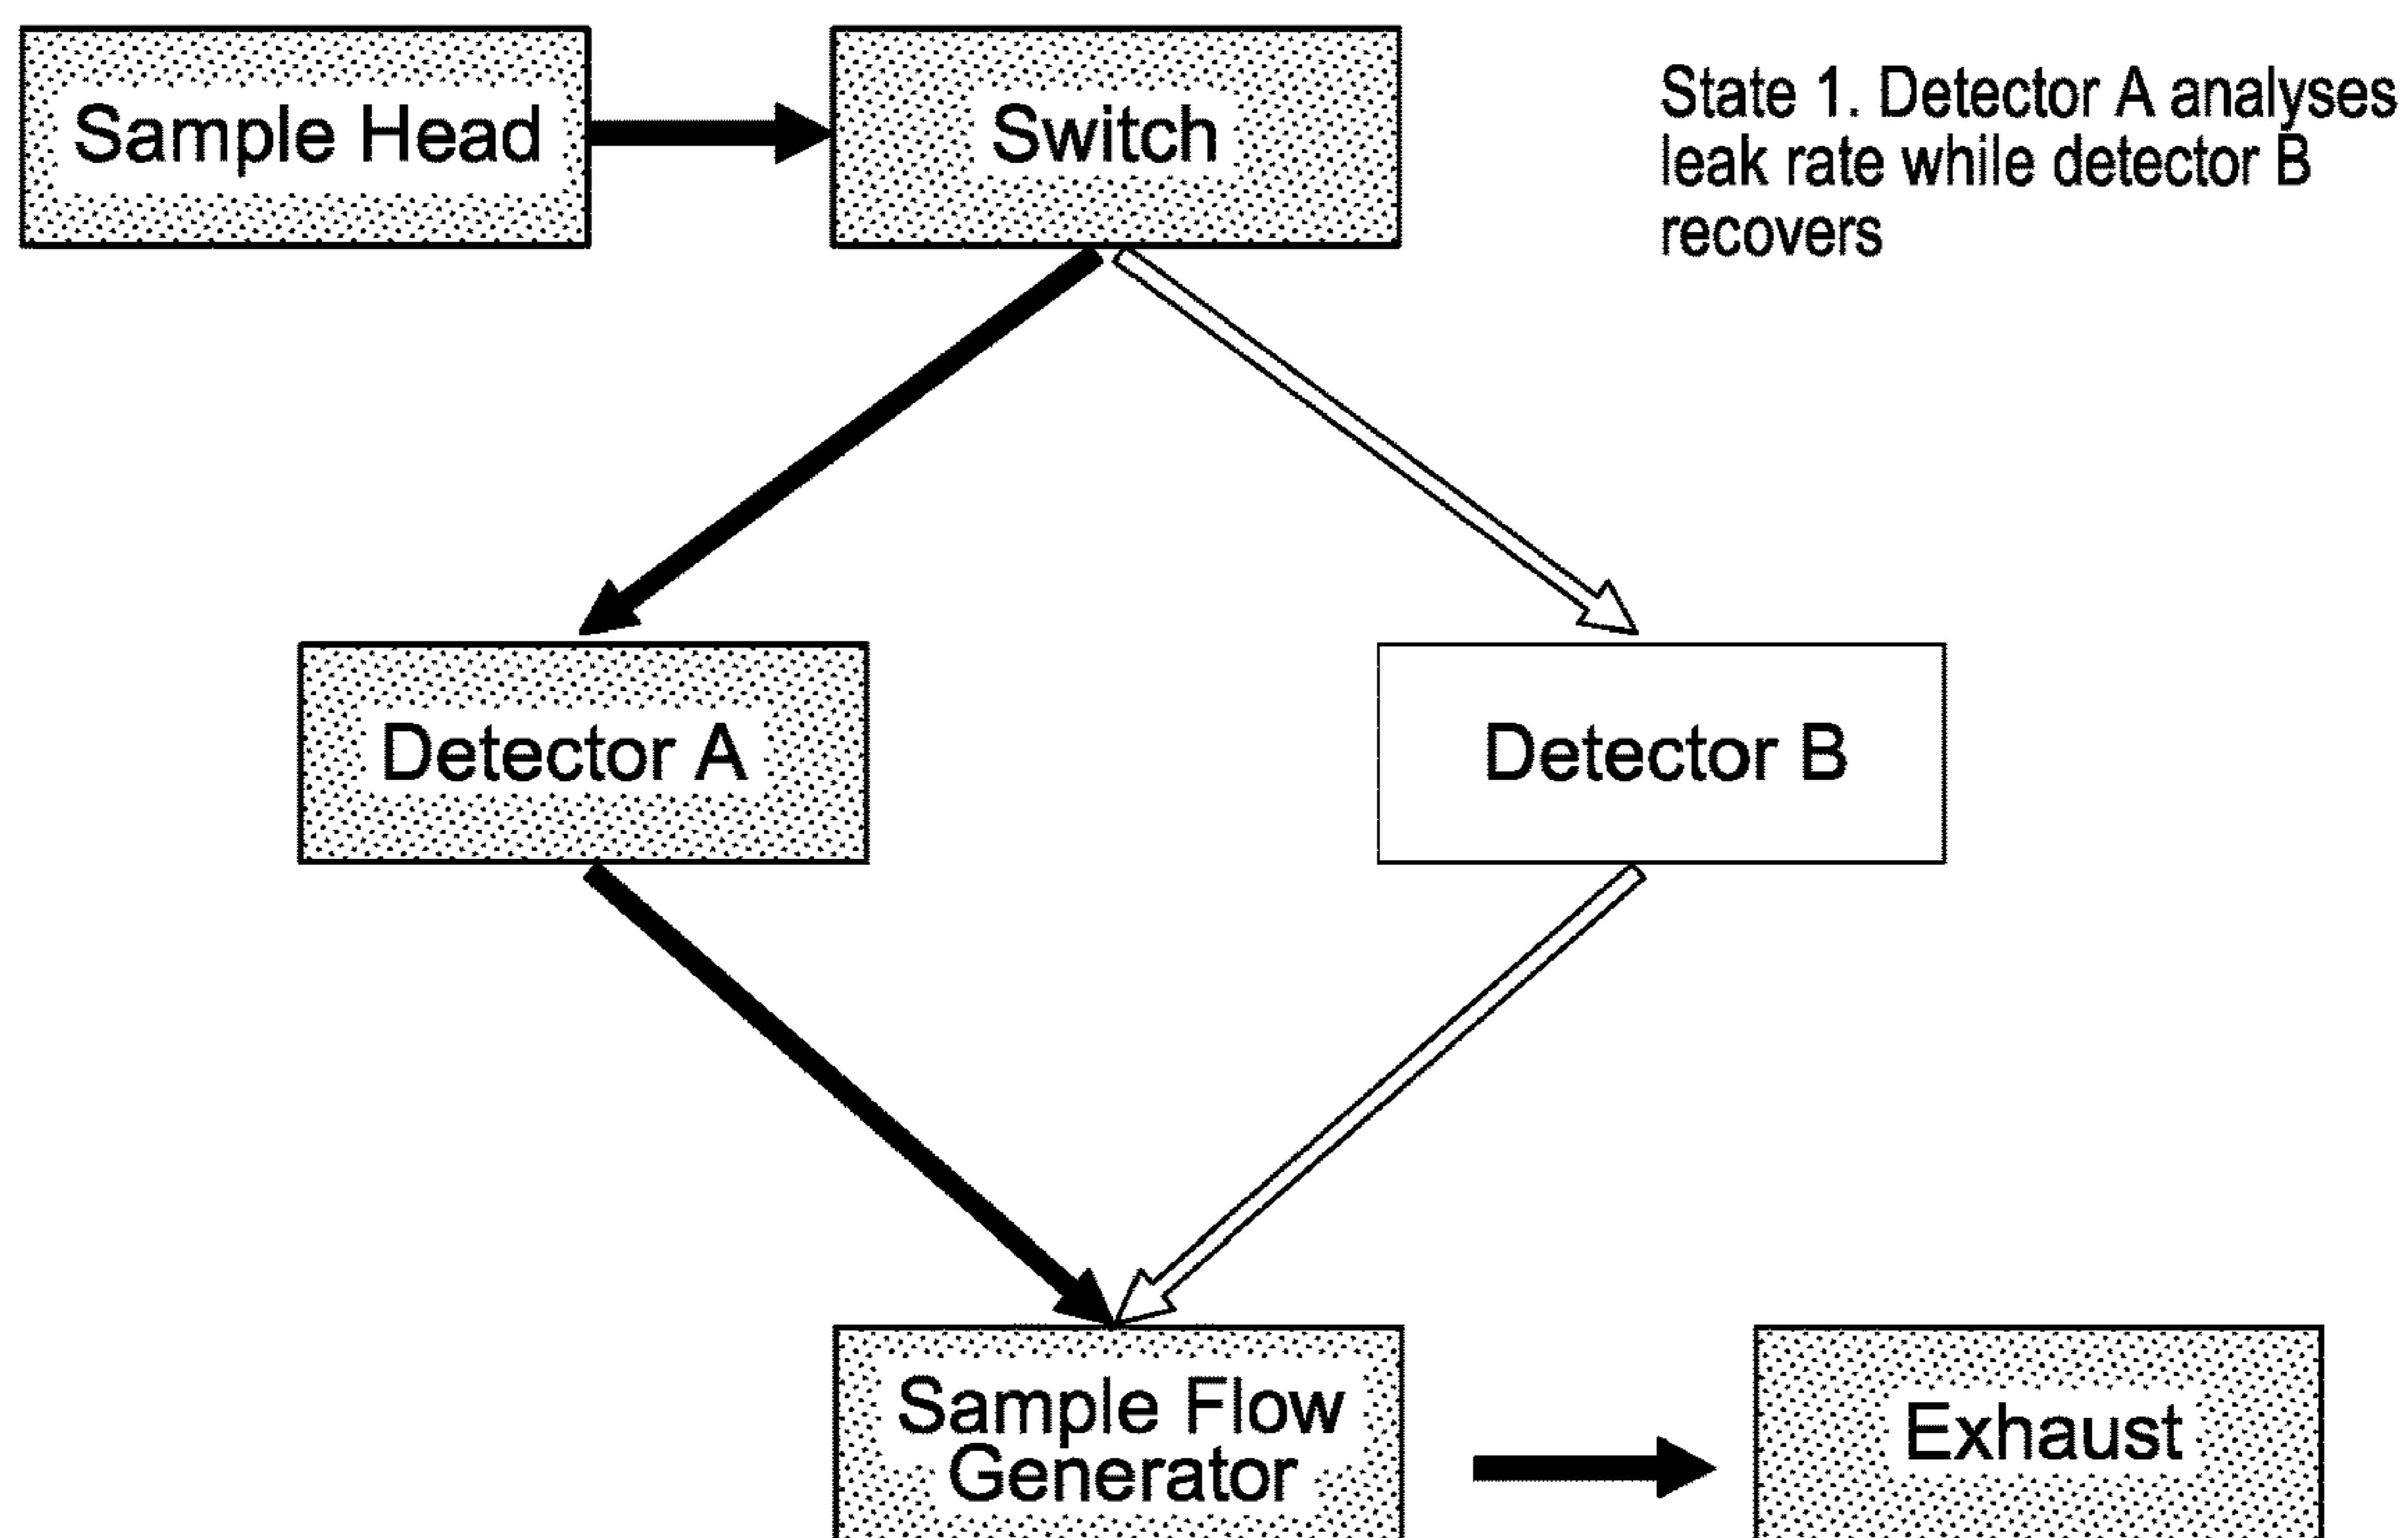 Sample Head
Switch
State 1. Detector A analyses
leak rate while detector B
recovers
Detector A
Detector B
Sample Flow
Generator
Exhaust